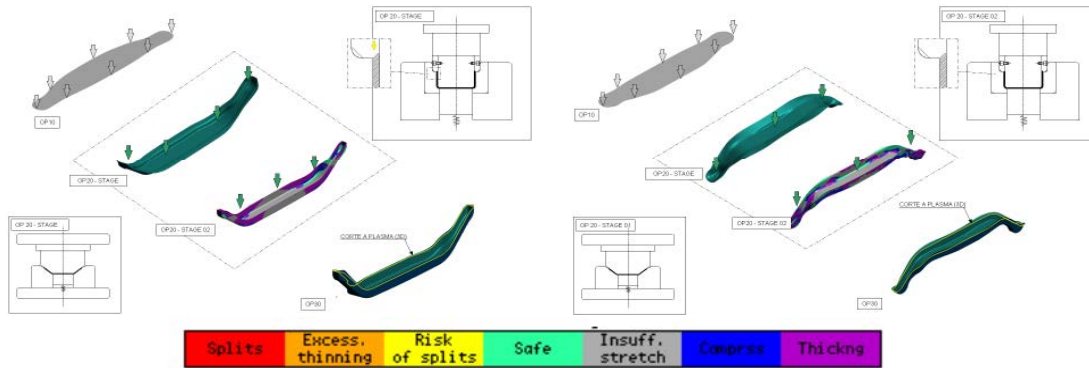 OP 20 - STAGE
OP 20 - STAGE 02
OP10
OP10
OP20 - STAGE
OP20 - STAGE
OP 20 - STAGE
OP20 - STAGE 02
OP 20 - STAGE 01
OP20 - STAGE 02
CORTE A PLASMA (3D)
CORTE A PLASMA (3D)
OP30
OP30
Splits
Excess.
thinning
Risk
of splits
Safe
Insuff.
stretch
Comprss
Thickng